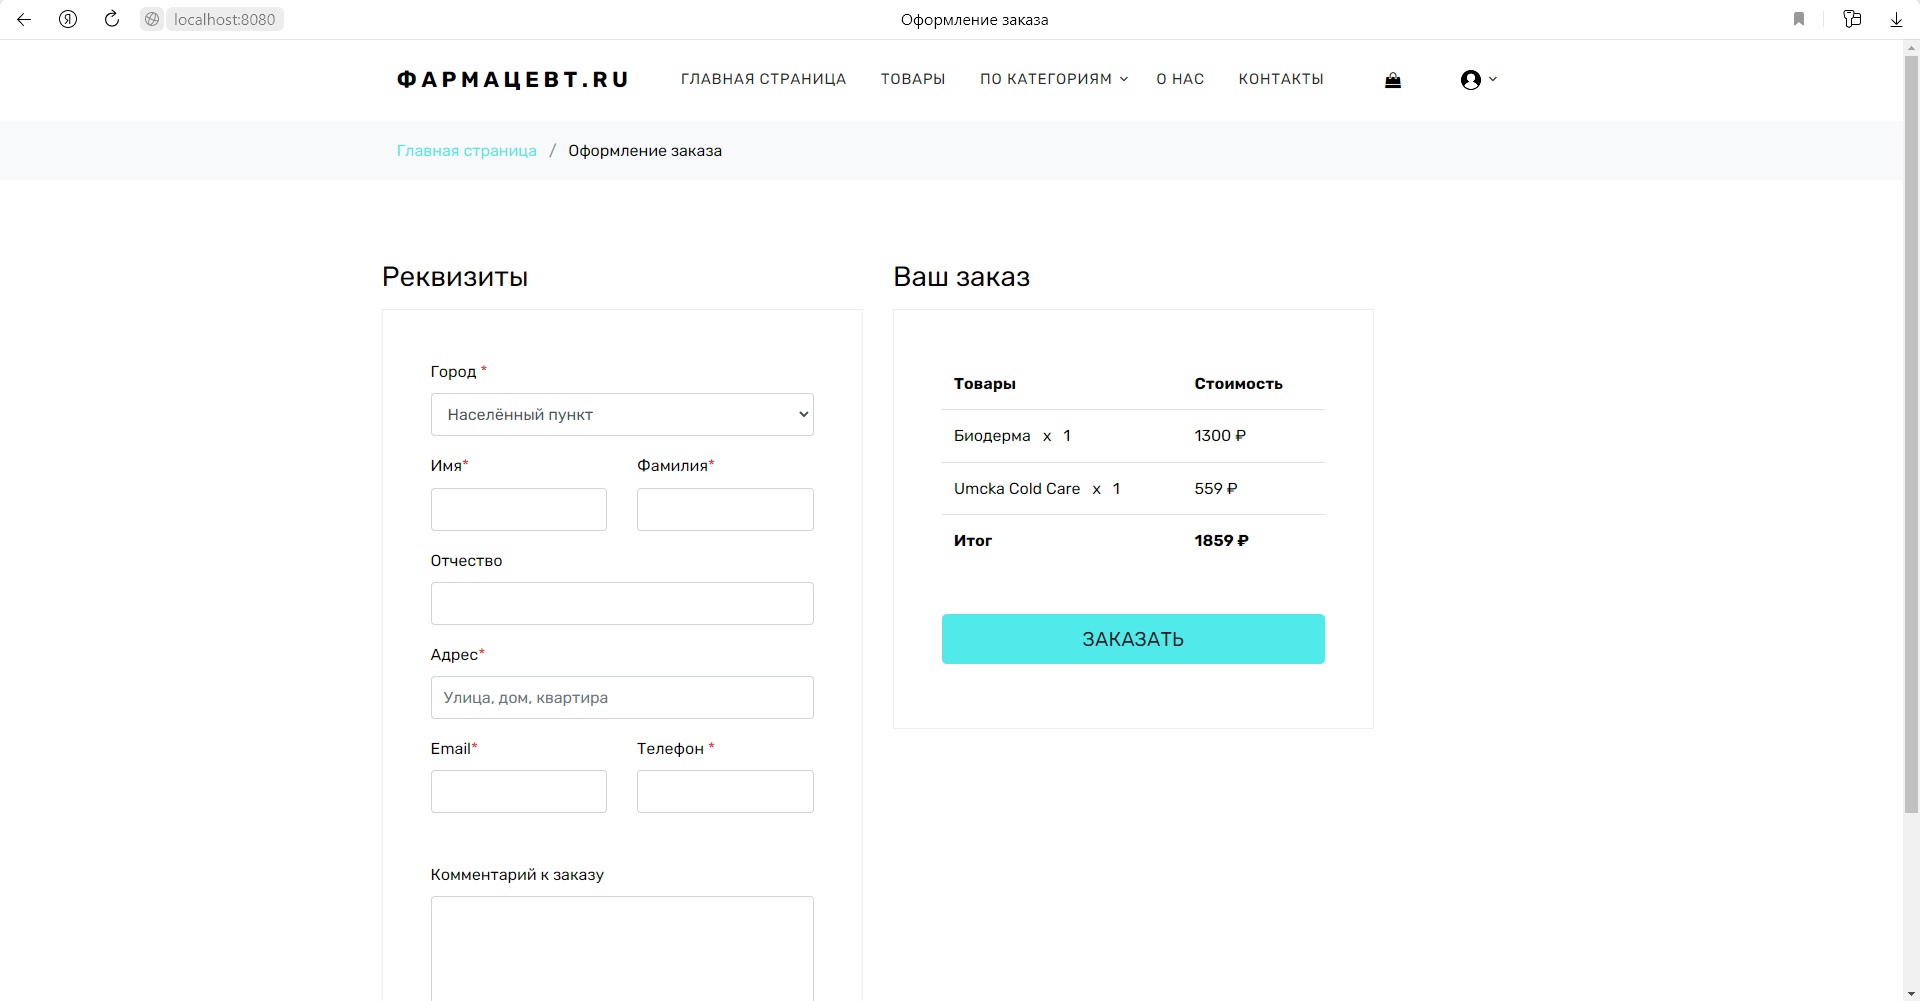 localhost:8080
Оформление заказа
ФАРМАЦЕВТ.RU
ГЛАВНАЯ СТРАНИЦА
ТОВАРЫ
ПО КАТЕГОРИЯМ
О НАС
КОНТАКТЫ
Главная страница / Оформление заказа
Реквизиты
Город *
Населённый пункт
Имя* Фамилия*
Отчество
Адрес*
Улица, дом, квартира
Email* Телефон *
Комментарий к заказу
Ваш заказ
Товары Стоимость
Биодерма x 1 1300 ₽
Umcka Cold Care x 1 559 ₽
Итог 1859 ₽
ЗАКАЗАТЬ